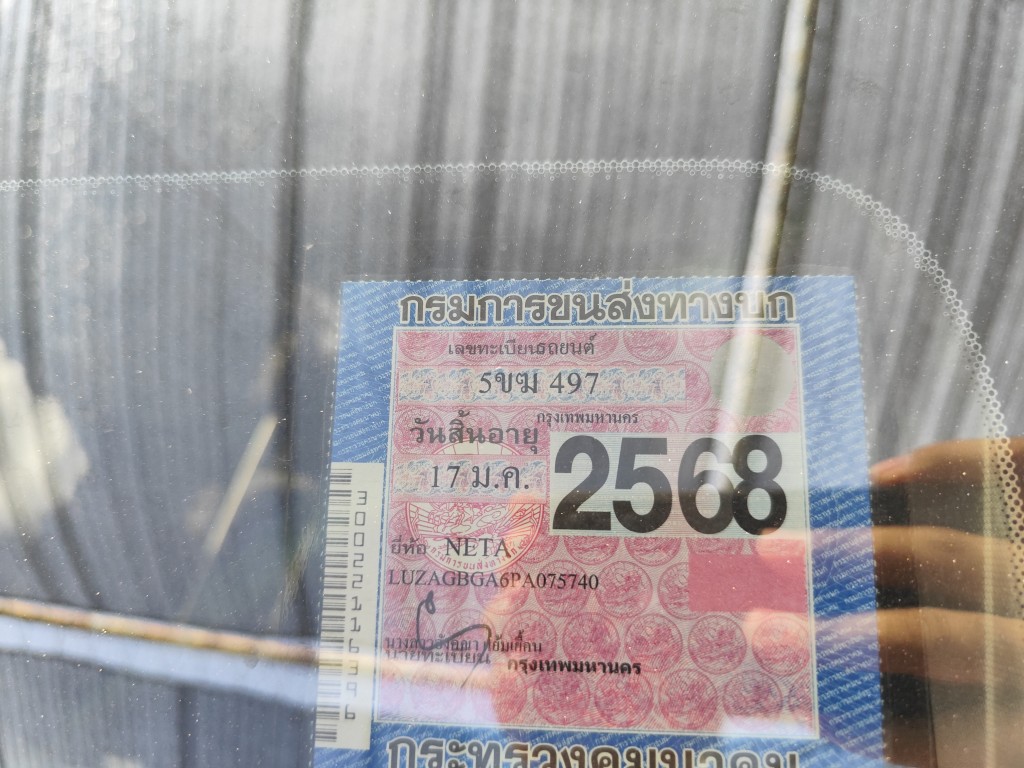 กรมการขนส่งทางบก
เลขทะเบียนรถยนต์
5ขฆ 497
กรุงเทพมหานคร
วันสิ้นอายุ
17 ม.ค.
2568
ยี่ห้อ NETA
LUZAGBGA6PA075740
นายทะเบียน กรุงเทพมหานคร
30022116396
กระทรวงคมนาคม